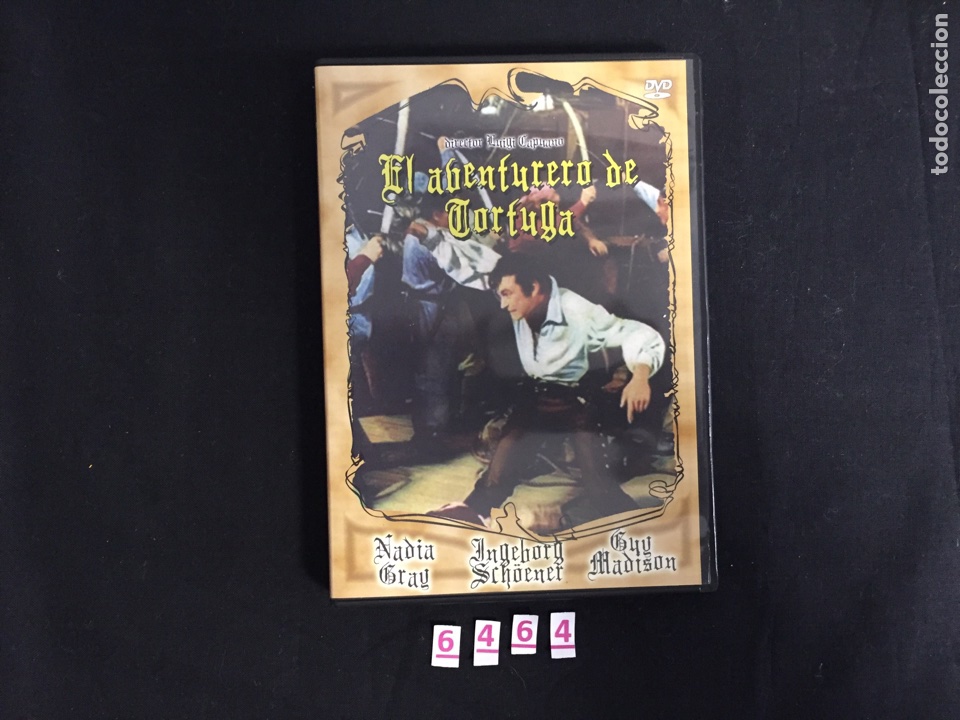 DVD
director Luigi Capuano
El aventurero de
Tortuga
Nadia
Gray
Ingeborg
Schöener
Guy
Madison
6 4 6 4
todocoleccion